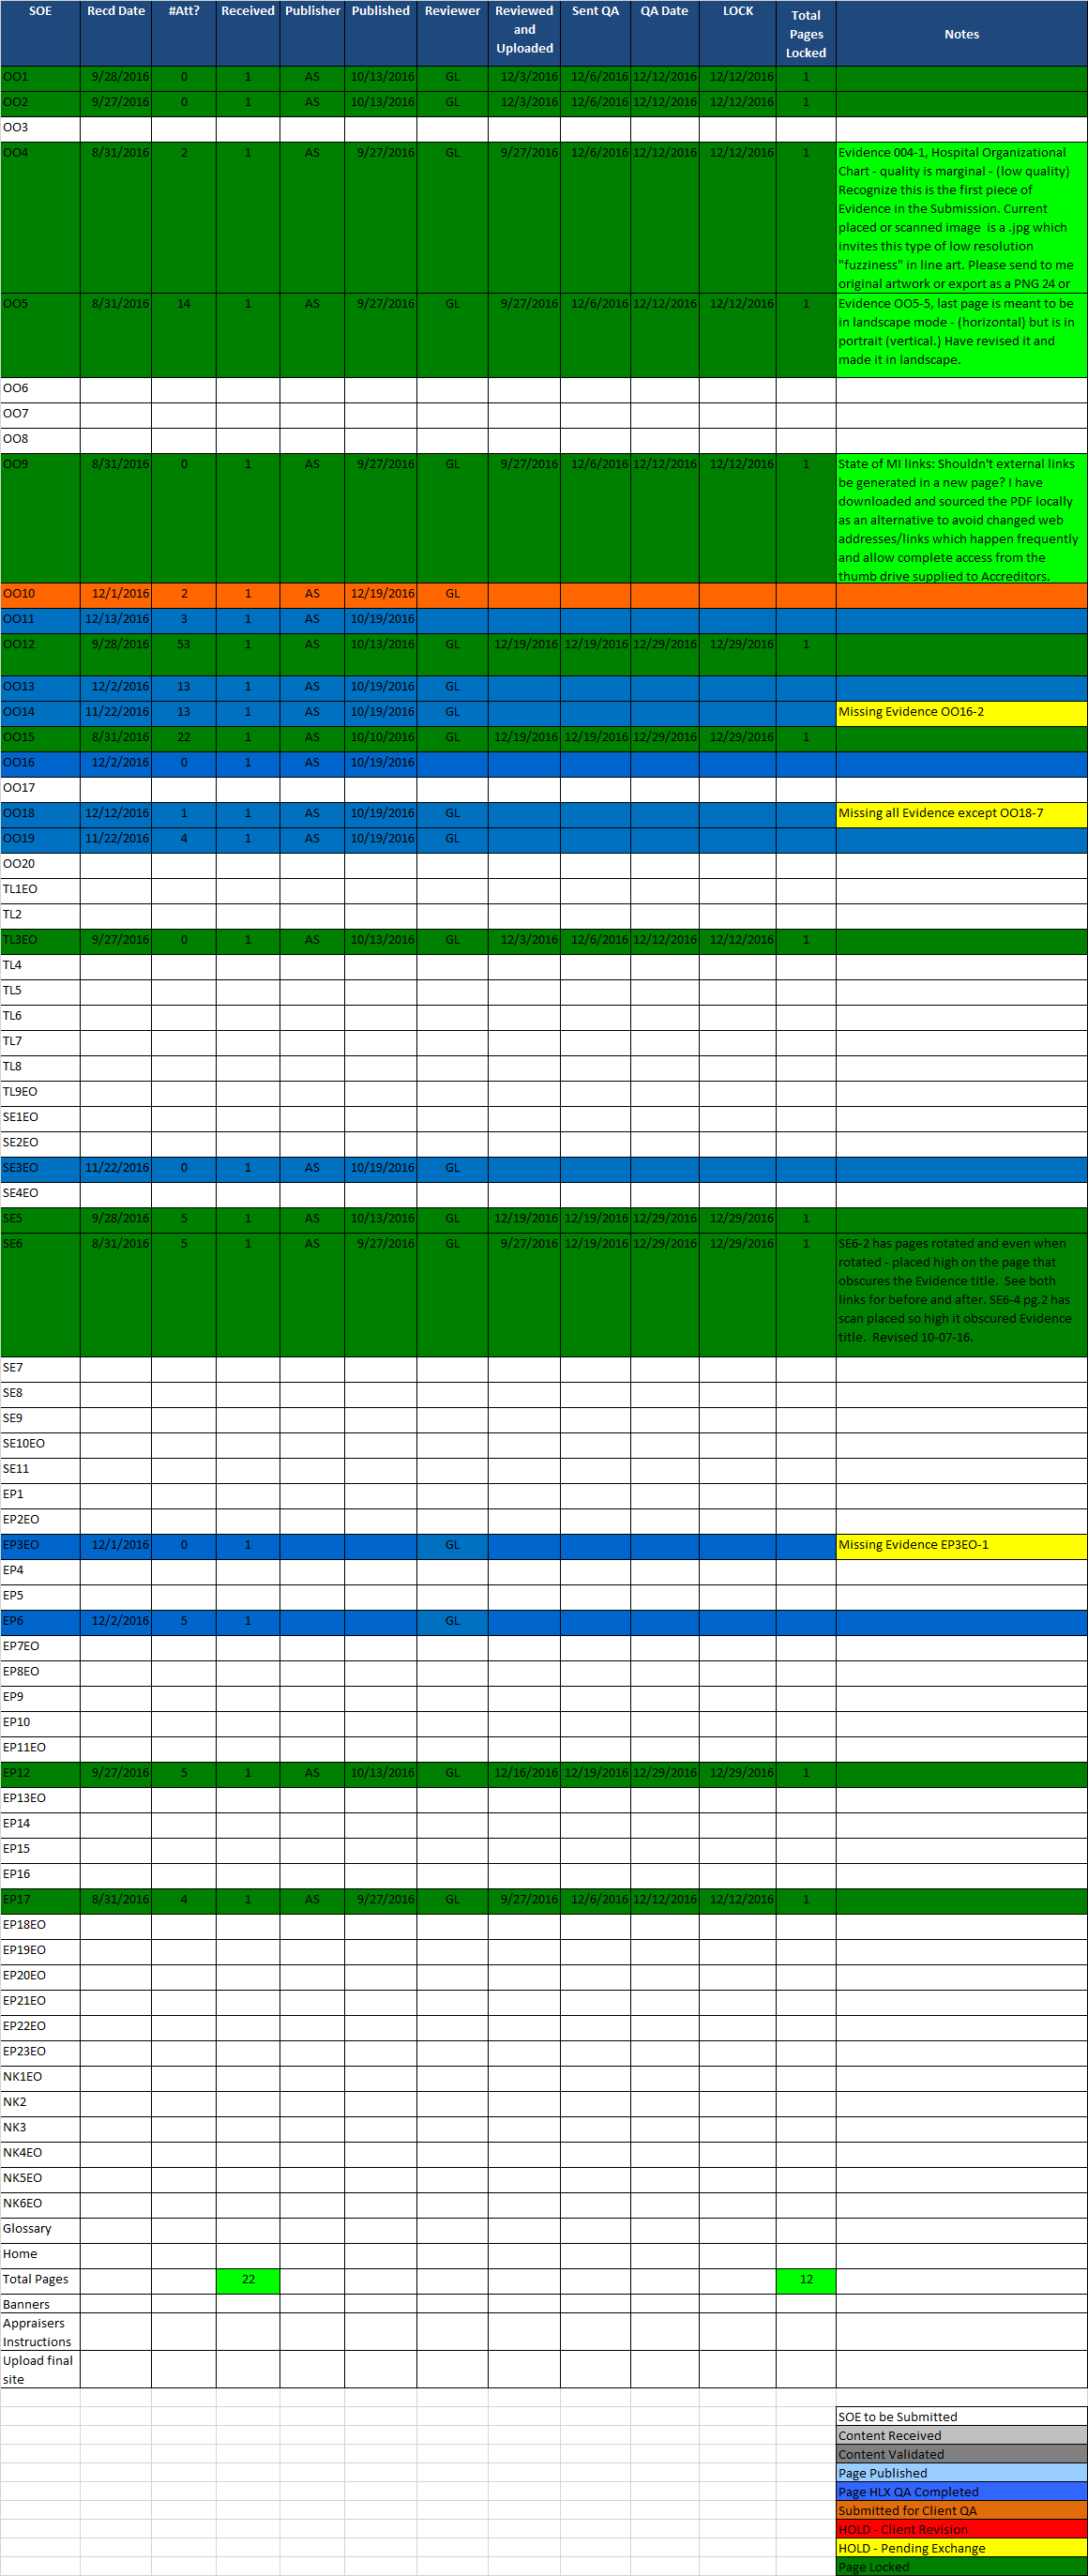 SOE #Att? Recd Date Received Publisher Published Reviewer Reviewed and Uploaded Sent QA QA Date LOCK Total Pages Locked Notes
OO1 9/28/2016 0 1 AS 10/13/2016 GL 12/3/2016 12/6/2016 12/12/2016 12/12/2016 1
OO2 9/27/2016 0 1 AS 10/13/2016 GL 12/3/2016 12/6/2016 12/12/2016 12/12/2016 1
OO3
OO4 8/31/2016 2 1 AS 9/27/2016 GL 9/27/2016 12/6/2016 12/12/2016 12/12/2016 1 Evidence 004-1, Hospital Organizational
Chart - quality is marginal - (low quality)
Recognize this is the first piece of
Evidence in the Submission. Current
placed or scanned image is a .jpg which
invites this type of low resolution
"fuzziness" in line art. Please send to me
original artwork or export as a PNG 24 or
OO5 8/31/2016 14 1 AS 9/27/2016 GL 9/27/2016 12/6/2016 12/12/2016 12/12/2016 1 Evidence OO5-5, last page is meant to be
in landscape mode - (horizontal) but is in
portrait (vertical.) Have revised it and
made it in landscape.
OO6
OO7
OO8
OO9 8/31/2016 0 1 AS 9/27/2016 GL 9/27/2016 12/6/2016 12/12/2016 12/12/2016 1 State of MI links: Shouldn't external links
be generated in a new page? I have
downloaded and sourced the PDF locally
as an alternative to avoid changed web
addresses/links which happen frequently
and allow complete access from the
thumb drive supplied to Accreditors.
OO10 12/1/2016 2 1 AS 12/19/2016 GL
OO11 12/13/2016 3 1 AS 10/19/2016
OO12 9/28/2016 53 1 AS 10/13/2016 GL 12/19/2016 12/19/2016 12/29/2016 12/29/2016 1
OO13 12/2/2016 13 1 AS 10/19/2016 GL
OO14 11/22/2016 13 1 AS 10/19/2016 GL Missing Evidence OO16-2
OO15 8/31/2016 22 1 AS 10/10/2016 GL 12/19/2016 12/19/2016 12/29/2016 12/29/2016 1
OO16 12/2/2016 0 1 AS 10/19/2016
OO17
OO18 12/12/2016 1 1 AS 10/19/2016 GL Missing all Evidence except OO18-7
OO19 11/22/2016 4 1 AS 10/19/2016 GL
OO20
TL1EO
TL2
TL3EO 9/27/2016 0 1 AS 10/13/2016 GL 12/3/2016 12/6/2016 12/12/2016 12/12/2016 1
TL4
TL5
TL6
TL7
TL8
TL9EO
SE1EO
SE2EO
SE3EO 11/22/2016 0 1 AS 10/19/2016 GL
SE4EO
SE5 9/28/2016 5 1 AS 10/13/2016 GL 12/19/2016 12/19/2016 12/29/2016 12/29/2016 1
SE6 8/31/2016 5 1 AS 9/27/2016 GL 9/27/2016 12/19/2016 12/29/2016 12/29/2016 1 SE6-2 has pages rotated and even when
rotated - placed high on the page that
obscures the Evidence title. See both
links for before and after. SE6-4 pg.2 has
scan placed so high it obscured Evidence
title. Revised 10-07-16.
SE7
SE8
SE9
SE10EO
SE11
EP1
EP2EO
EP3EO 12/1/2016 0 1 GL Missing Evidence EP3EO-1
EP4
EP5
EP6 12/2/2016 5 1 GL
EP7EO
EP8EO
EP9
EP10
EP11EO
EP12 9/27/2016 5 1 AS 10/13/2016 GL 12/16/2016 12/19/2016 12/29/2016 12/29/2016 1
EP13EO
EP14
EP15
EP16
EP17 8/31/2016 4 1 AS 9/27/2016 GL 9/27/2016 12/6/2016 12/12/2016 12/12/2016 1
EP18EO
EP19EO
EP20EO
EP21EO
EP22EO
EP23EO
NK1EO
NK2
NK3
NK4EO
NK5EO
NK6EO
Glossary
Home
Total Pages 22 12
Banners
Appraisers
Instructions
Upload final
site
SOE to be Submitted
Content Received
Content Validated
Page Published
Page HLX QA Completed
Submitted for Client QA
HOLD - Client Revision
HOLD - Pending Exchange
Page Locked